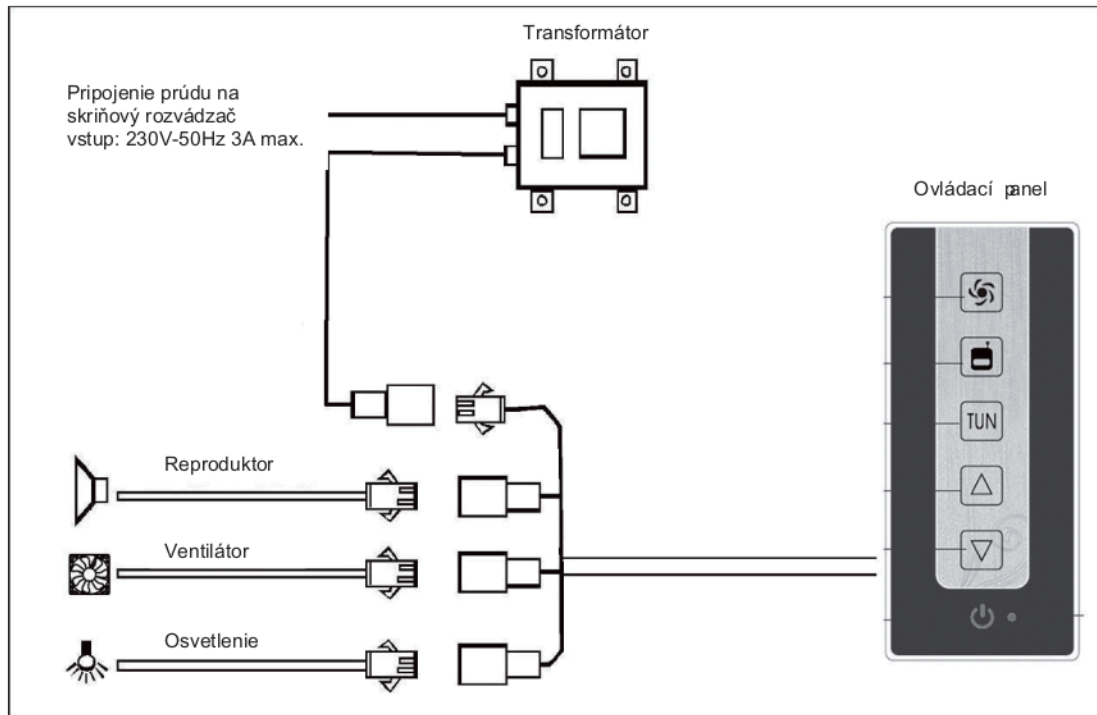 Transformátor
Pripojenie prúdu na
skriňový rozvádzač
vstup: 230V-50Hz 3A max.
Ovládací panel
TUN
Reproduktor
Ventilátor
Osvetlenie